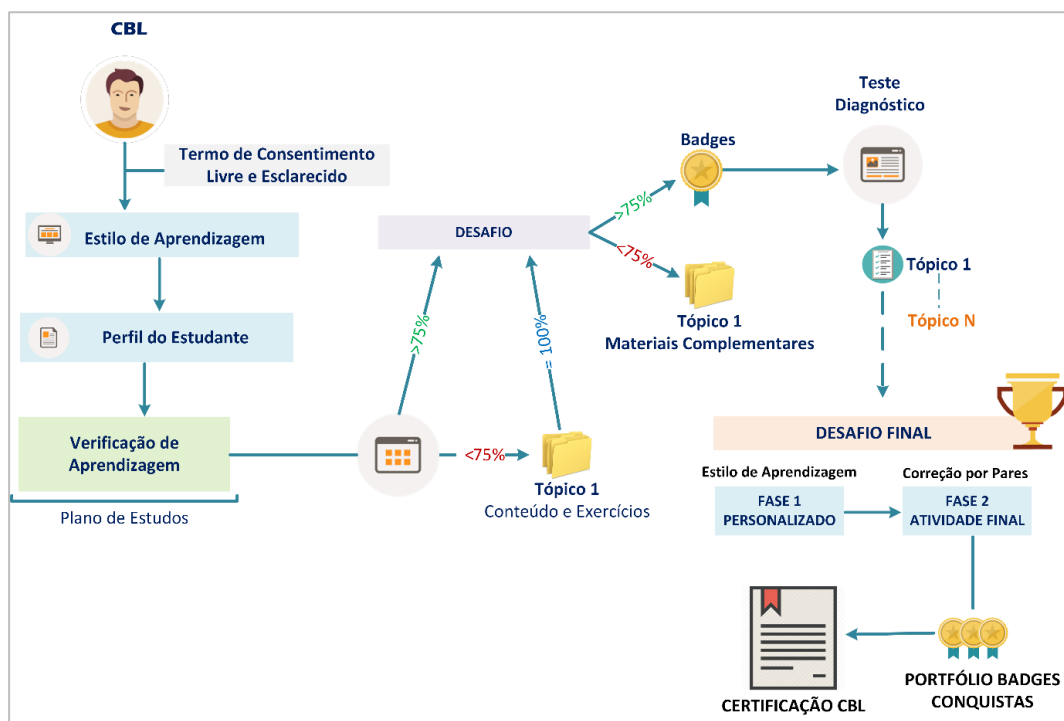 CBL
Termo de Consentimento
Livre e Esclarecido
Estilo de Aprendizagem
Perfil do Estudante
Verificação de
Aprendizagem
Plano de Estudos
>75%
<75%
Tópico 1
Conteúdo e Exercícios
= 100%
DESAFIO
>75%
<75%
Badges
Tópico 1
Materiais Complementares
Teste
Diagnóstico
Tópico 1
Tópico N
DESAFIO FINAL
Estilo de Aprendizagem
FASE 1
PERSONALIZADO
Correção por Pares
FASE 2
ATIVIDADE FINAL
PORTFÓLIO BADGES
CONQUISTAS
CERTIFICAÇÃO CBL